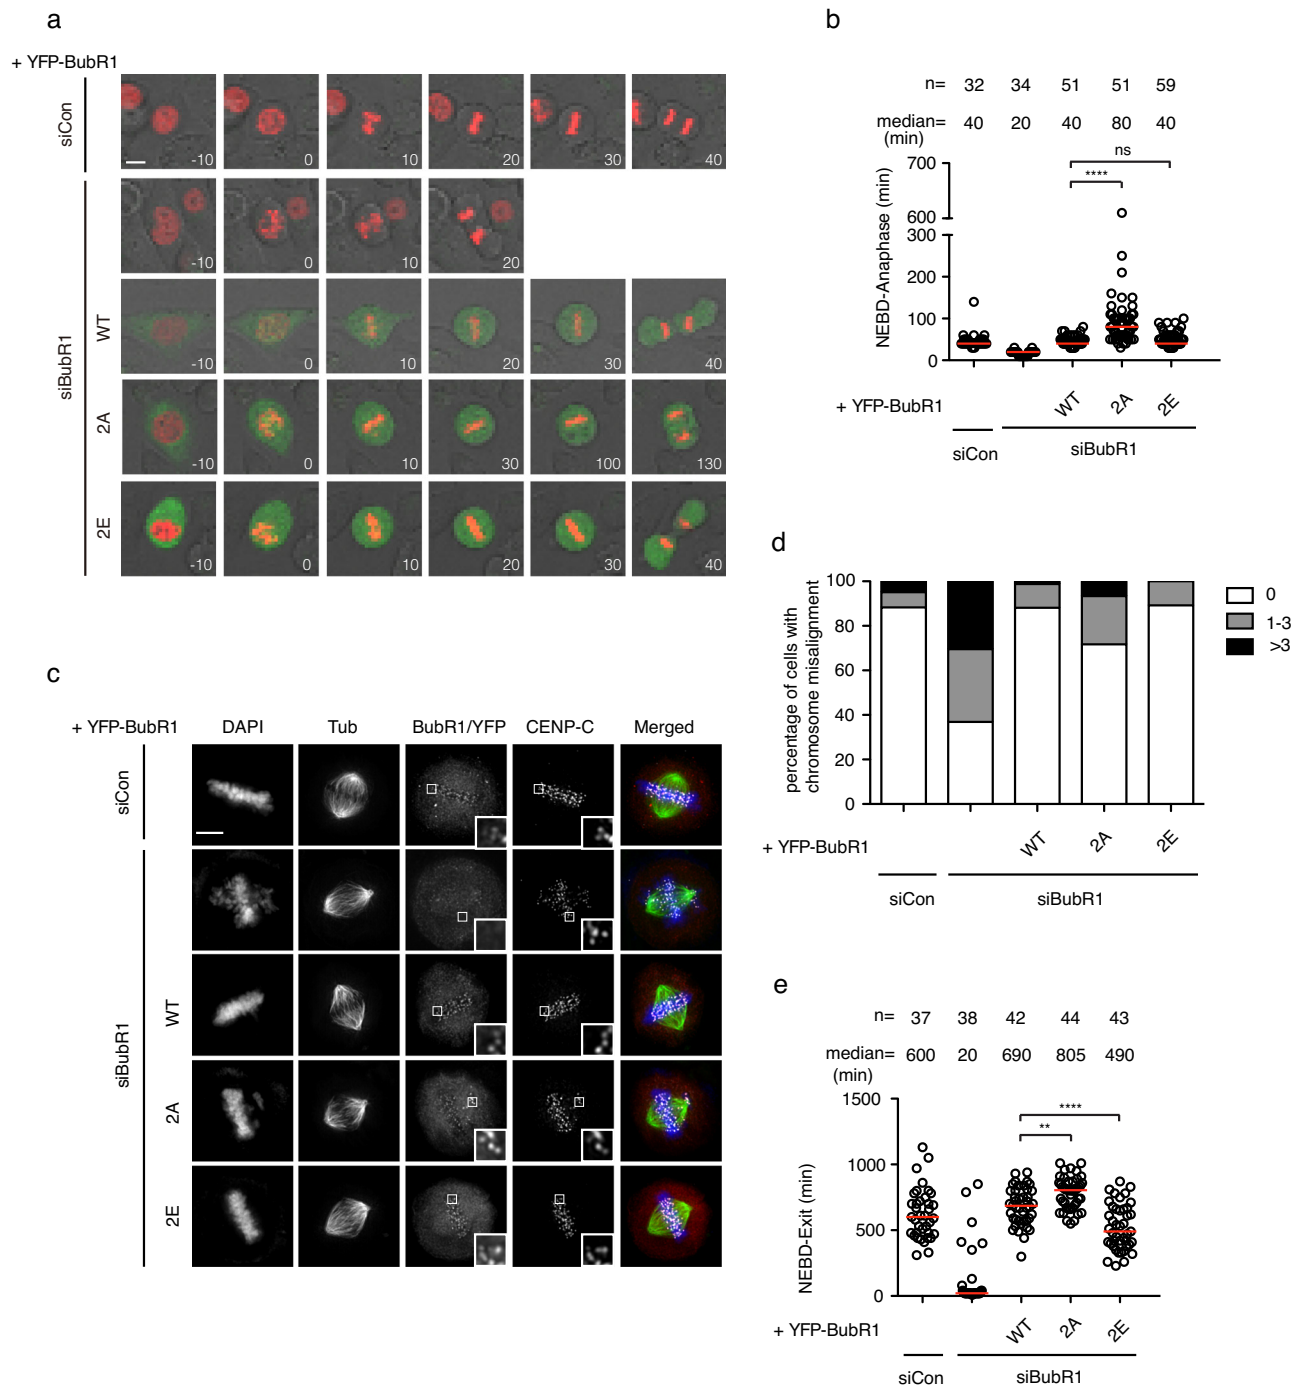 a
+ YFP-BubR1
siCon
-10 0 10 20 30 40
siBubR1
-10 0 10 20
WT
-10 0 10 20 30 40
2A
-10 0 10 30 100 130
2E
-10 0 10 20 30 40
b
n= 32 34 51 51 59
median= 40 20 40 80 40
(min)
NEBD-Anaphase (min)
700
600
300
200
100
0
ns
****
+ YFP-BubR1 WT 2A 2E
siCon siBubR1
c
+ YFP-BubR1 DAPI Tub BubR1/YFP CENP-C Merged
siCon
siBubR1
WT
2A
2E
d
percentage of cells with
chromosome misalignment
100
80
60
40
20
0
0
1-3
>3
+ YFP-BubR1 WT 2A 2E
siCon siBubR1
e
n= 37 38 42 44 43
median= 600 20 690 805 490
(min)
NEBD-Exit (min)
1500
1000
500
0
****
**
+ YFP-BubR1 WT 2A 2E
siCon siBubR1